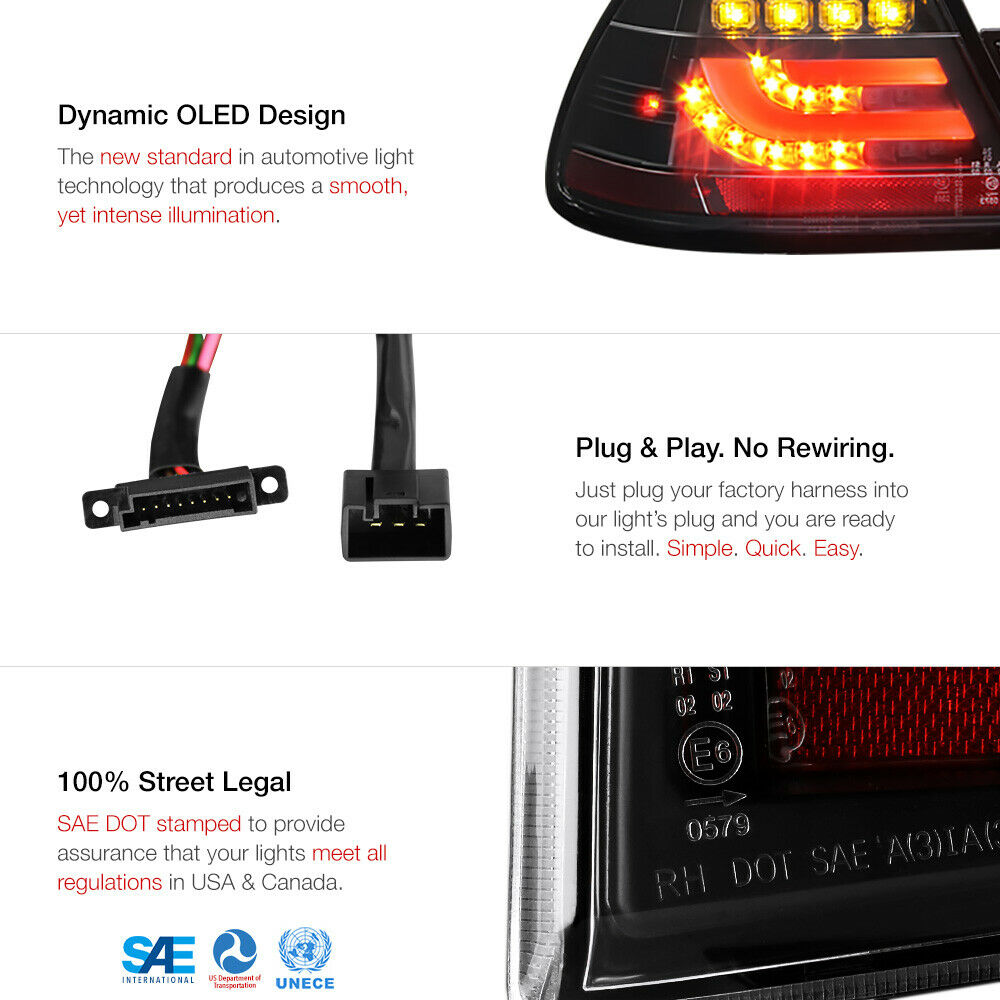 Dynamic OLED Design
The new standard in automotive light
technology that produces a smooth,
yet intense illumination.
Plug & Play. No Rewiring.
Just plug your factory harness into
our light's plug and you are ready
to install. Simple. Quick. Easy.
100% Street Legal
SAE DOT stamped to provide
assurance that your lights meet all
regulations in USA & Canada.
SAE
INTERNATIONAL
US Department of
Transportation
UNECE
R1 S1
02 02
E6
0579
RH DOT SAE A(3)IA(